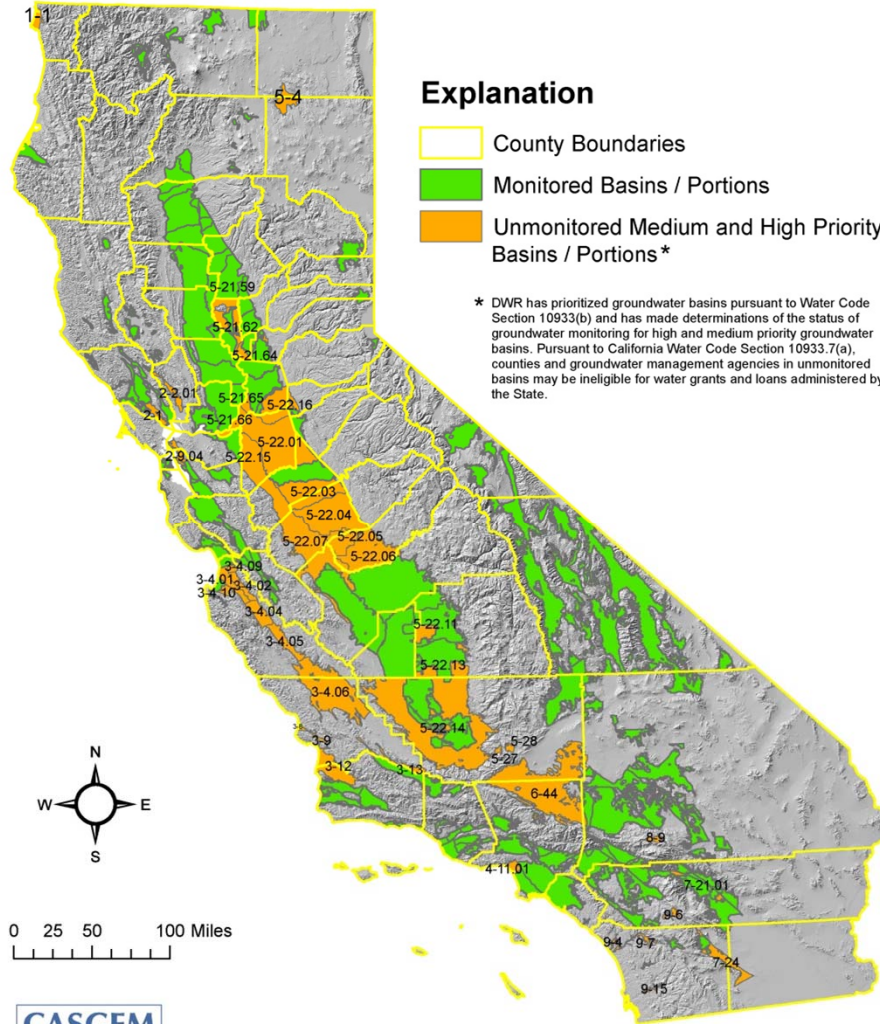 1-1
5-4
Explanation
County Boundaries
Monitored Basins / Portions
Unmonitored Medium and High Priority
Basins / Portions*
* DWR has prioritized groundwater basins pursuant to Water Code
Section 10933(b) and has made determinations of the status of
groundwater monitoring for high and medium priority groundwater
basins. Pursuant to California Water Code Section 10933.7(a),
counties and groundwater management agencies in unmonitored
basins may be ineligible for water grants and loans administered by
the State.
5-21.59
5-21.62
5-21.64
2-2.01
5-21.65
5-22.16
2-1
5-21.66
5-22.01
2-9.04
5-22.15
5-22.03
5-22.04
5-22.05
5-22.07
5-22.06
3-4.09
3-4.01
3-4.02
3-4.10
3-4.04
5-22.11
3-4.05
5-22.13
3-4.06
5-22.14
3-9
5-28
5-27
3-12
3-13
6-44
8-9
4-11.01
7-21.01
9-6
9-4
9-7
7-24
9-15
N
W
E
S
0 25 50 100 Miles
CASGEM